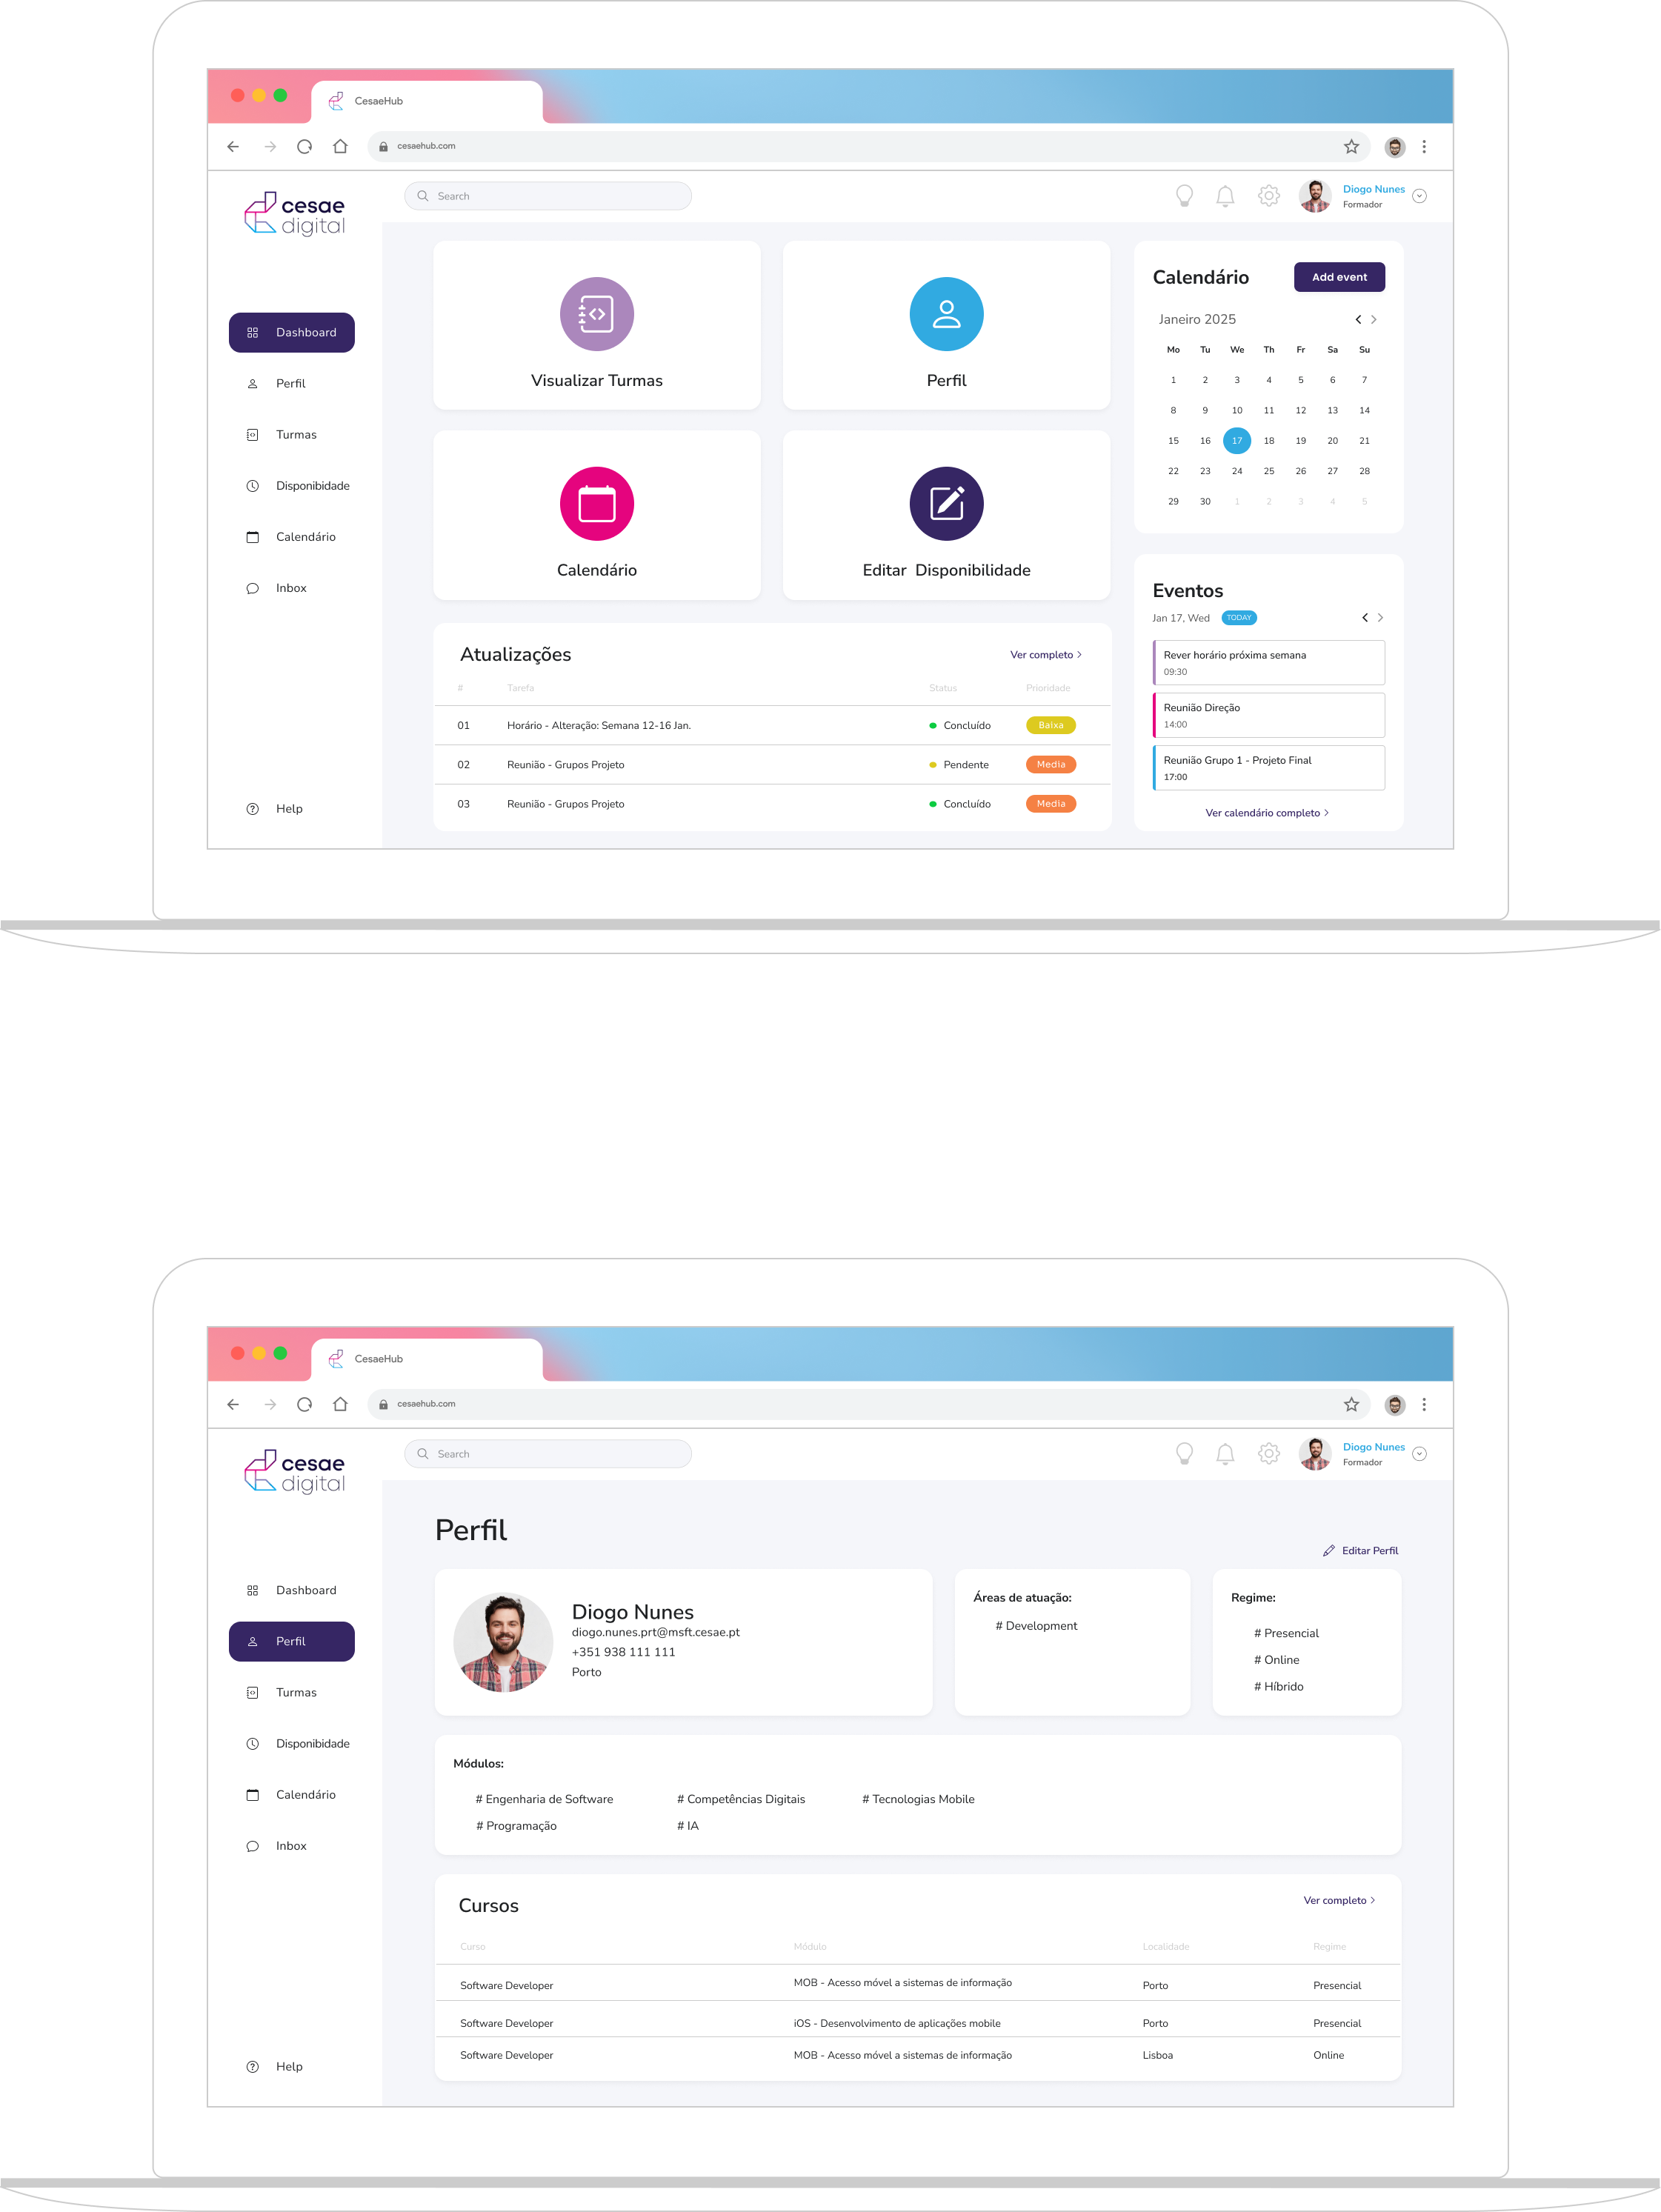 CesaeHub
cesaehub.com
cesae
digital
Search
Diogo Nunes
Formador
Dashboard
Perfil
Turmas
Disponibidade
Calendário
Inbox
Help
Visualizar Turmas
Perfil
Calendário
Editar Disponibilidade
Calendário
Add event
Janeiro 2025
Mo Tu We Th Fr Sa Su
1 2 3 4 5 6 7
8 9 10 11 12 13 14
15 16 17 18 19 20 21
22 23 24 25 26 27 28
29 30 1 2 3 4 5
Atualizações
Ver completo
# Tarefa Status Prioridade
01 Horário - Alteração: Semana 12-16 Jan. Concluído Baixa
02 Reunião - Grupos Projeto Pendente Media
03 Reunião - Grupos Projeto Concluído Media
Eventos
Jan 17, Wed TODAY
Rever horário próxima semana
09:30
Reunião Direção
14:00
Reunião Grupo 1 - Projeto Final
17:00
Ver calendário completo
CesaeHub
cesaehub.com
cesae
digital
Search
Diogo Nunes
Formador
Dashboard
Perfil
Turmas
Disponibidade
Calendário
Inbox
Help
Perfil
Editar Perfil
Diogo Nunes
diogo.nunes.prt@msft.cesae.pt
+351 938 111 111
Porto
Áreas de atuação:
# Development
Regime:
# Presencial
# Online
# Híbrido
Módulos:
# Engenharia de Software # Competências Digitais # Tecnologias Mobile
# Programação # IA
Cursos
Ver completo
Curso Módulo Localidade Regime
Software Developer MOB - Acesso móvel a sistemas de informação Porto Presencial
Software Developer iOS - Desenvolvimento de aplicações mobile Porto Presencial
Software Developer MOB - Acesso móvel a sistemas de informação Lisboa Online